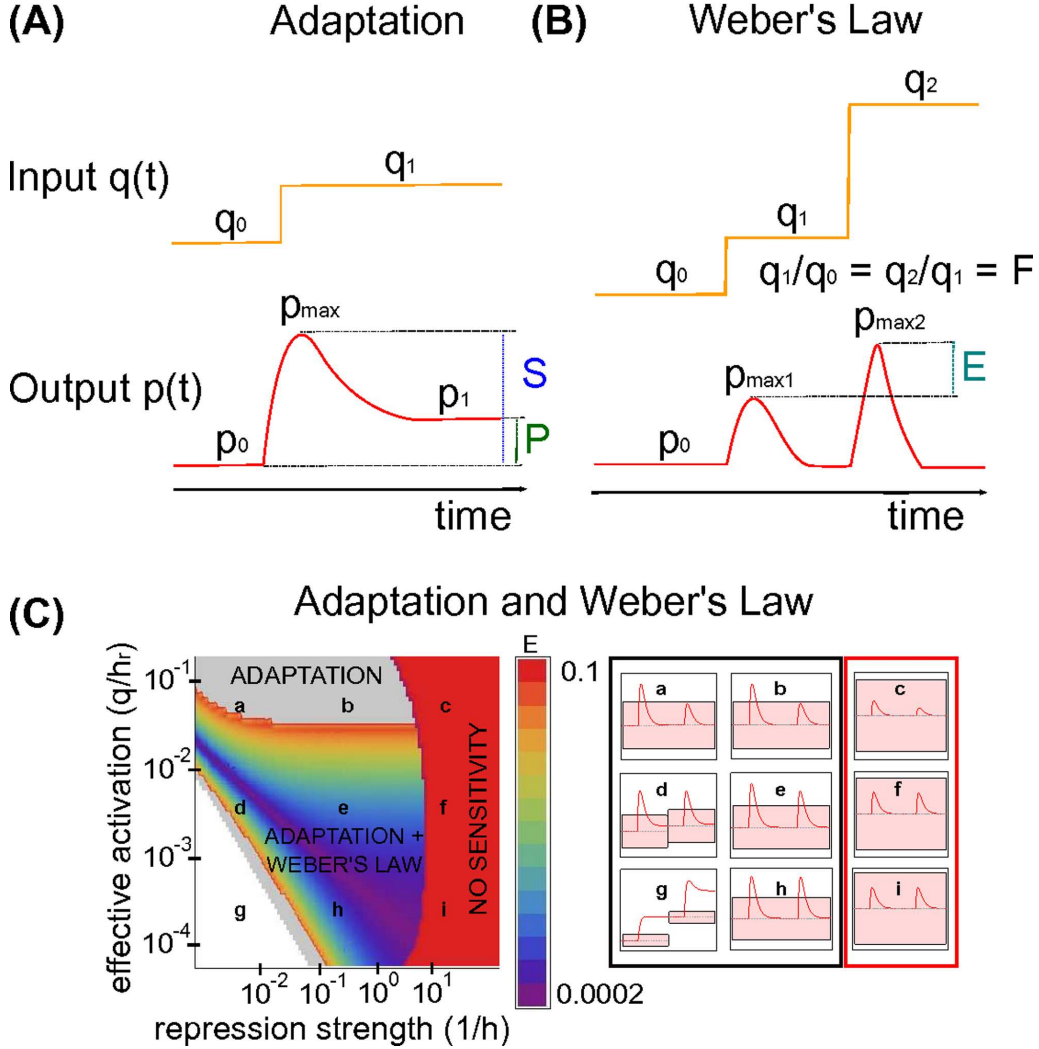 (A) Adaptation
(B) Weber's Law
Input q(t)
q0
q1
Output p(t)
p0
pmax
p1
S
P
time
q0
q1
q2
q1/q0 = q2/q1 = F
p0
pmax1
pmax2
E
time
(C) Adaptation and Weber's Law
effective activation (q/hr)
10-1
10-2
10-3
10-4
ADAPTATION
a b c
d e f
ADAPTATION +
WEBER'S LAW
g h i
NO SENSITIVITY
10-2 10-1 100 101
repression strength (1/h)
E
0.1
0.0002
a b c
d e f
g h i